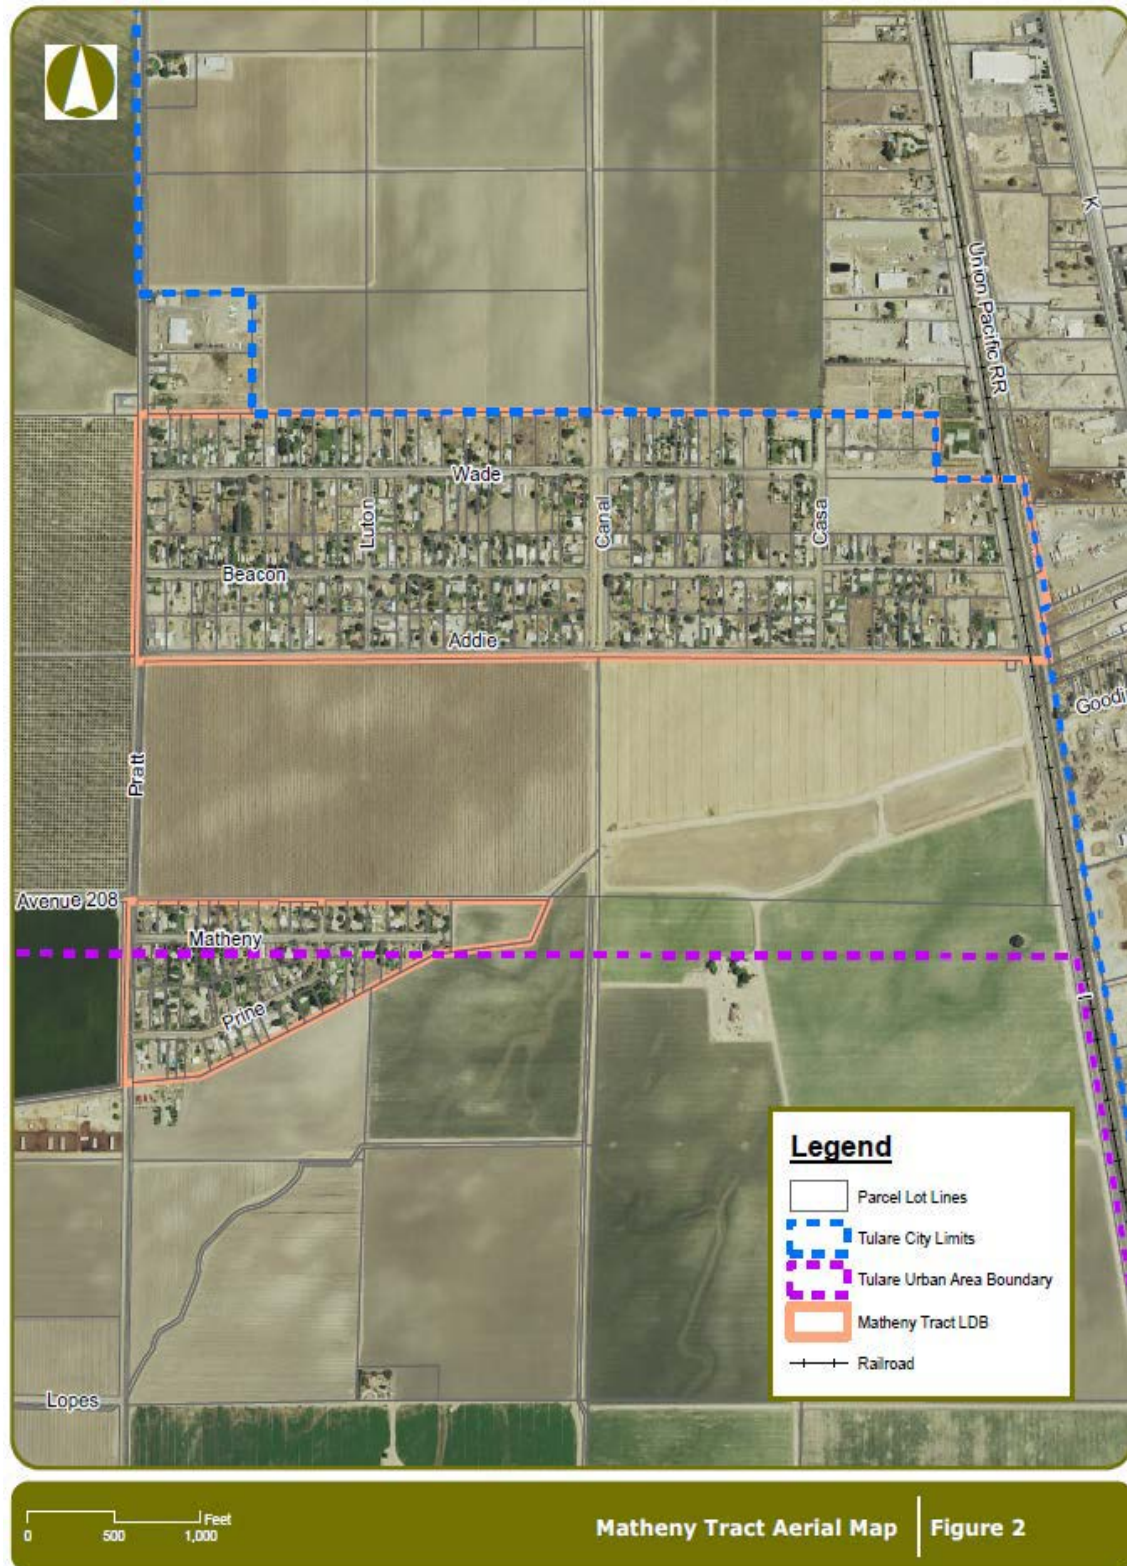 K
Union Pacific RR
Wade
Luton
Canal
Casa
Beacon
Addie
Goodi
Pratt
Avenue 208
Matheny
Prine
I
Legend
Parcel Lot Lines
Tulare City Limits
Tulare Urban Area Boundary
Matheny Tract LDB
Railroad
Lopes
Feet
0 500 1,000
Matheny Tract Aerial Map Figure 2